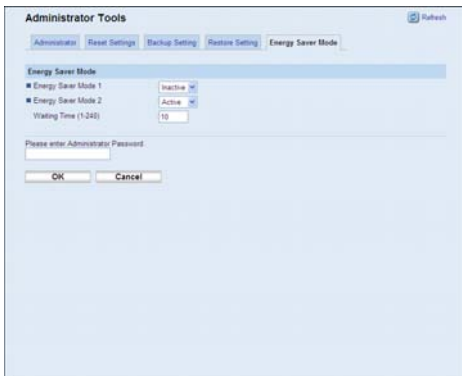 Administrator Tools
Refresh
Administrator Reset Settings Backup Setting Restore Setting Energy Saver Mode
Energy Saver Mode
Energy Saver Mode 1 Inactive
Energy Saver Mode 2 Active
Waiting Time (1-240) 10
Please enter Administrator Password.
OK Cancel